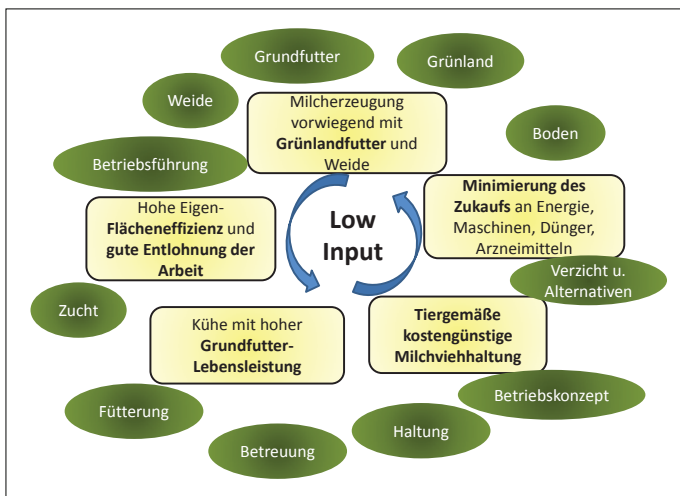 Grundfutter
Grünland
Weide
Milcherzeugung
vorwiegend mit
Grünlandfutter und
Weide
Boden
Betriebsführung
Minimierung des
Zukaufs an Energie,
Maschinen, Dünger,
Arzneimitteln
Hohe Eigen-
Flächeneffizienz und
gute Entlohnung der
Arbeit
Low
Input
Verzicht u.
Alternativen
Zucht
Kühe mit hoher
Grundfutter-
Lebensleistung
Tiergemäße
kostengünstige
Milchviehhaltung
Betriebskonzept
Fütterung
Haltung
Betreuung